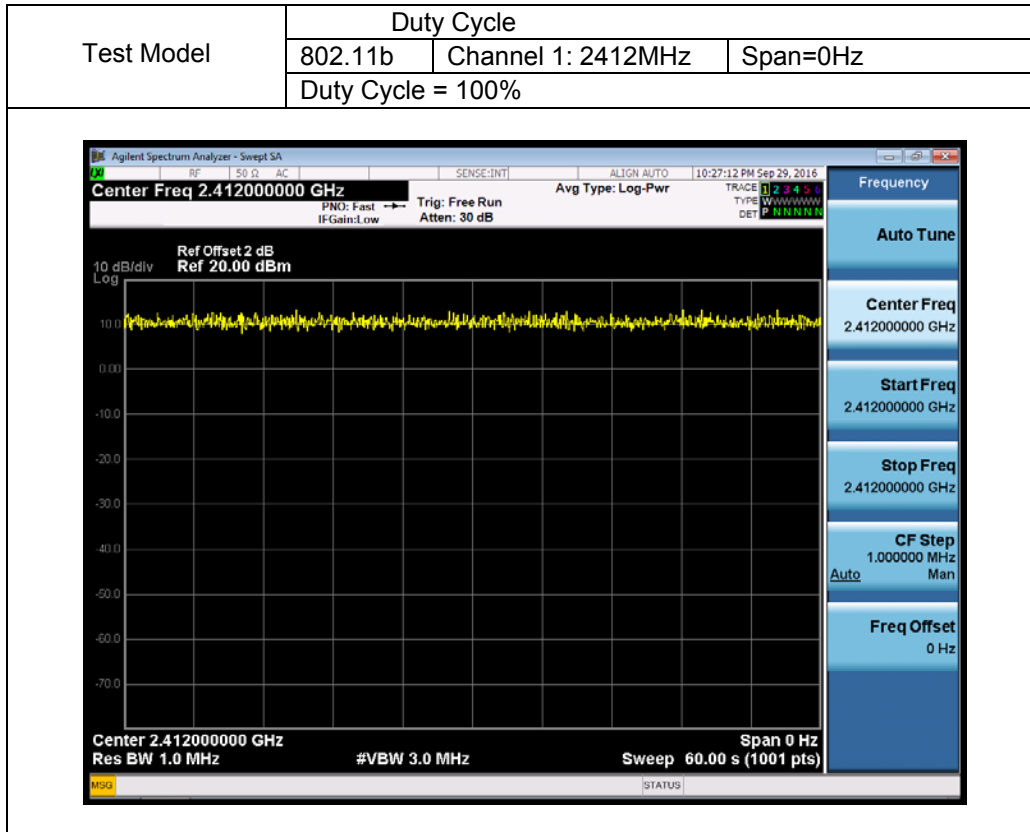 Test Model
Duty Cycle
802.11b Channel 1: 2412MHz Span=0Hz
Duty Cycle = 100%
Agilent Spectrum Analyzer - Swept SA
LXI RF 50 Ω AC SENSE:INT ALIGN AUTO 10:27:12 PM Sep 29, 2016
Center Freq 2.412000000 GHz
PNO: Fast
IFGain:Low
Trig: Free Run
Atten: 30 dB
Avg Type: Log-Pwr
TRACE 1 2 3 4 5 6
TYPE WWWWWW
DET P N N N N N
Ref Offset 2 dB
10 dB/div Ref 20.00 dBm
Log
10.0
0.00
-10.0
-20.0
-30.0
-40.0
-50.0
-60.0
-70.0
Center 2.412000000 GHz Span 0 Hz
Res BW 1.0 MHz #VBW 3.0 MHz Sweep 60.00 s (1001 pts)
MSG STATUS
Frequency
Auto Tune
Center Freq
2.412000000 GHz
Start Freq
2.412000000 GHz
Stop Freq
2.412000000 GHz
CF Step
1.000000 MHz
Auto Man
Freq Offset
0 Hz